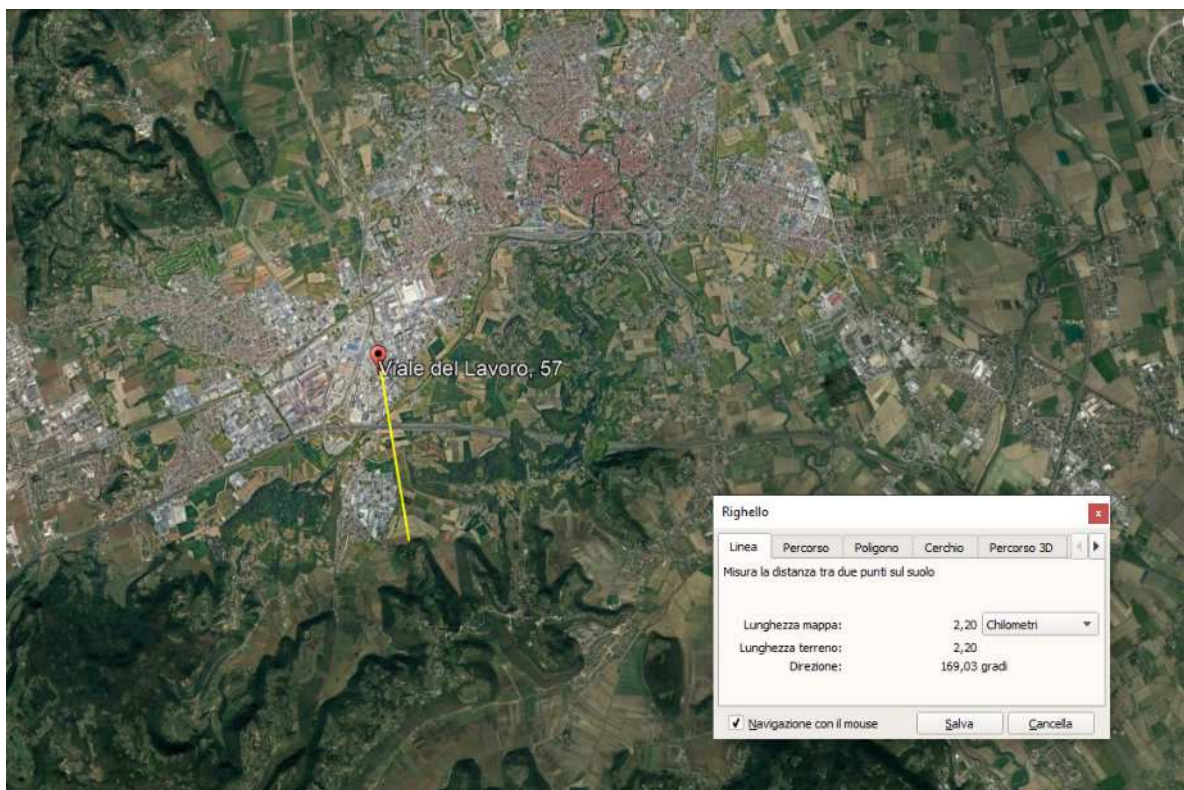 Viale del Lavoro, 57
Righello
x
Linea Percorso Poligono Cerchio Percorso 3D
Misura la distanza tra due punti sul suolo
Lunghezza mappa: 2,20 Chilometri
Lunghezza terreno: 2,20
Direzione: 169,03 gradi
Navigazione con il mouse Salva Cancella